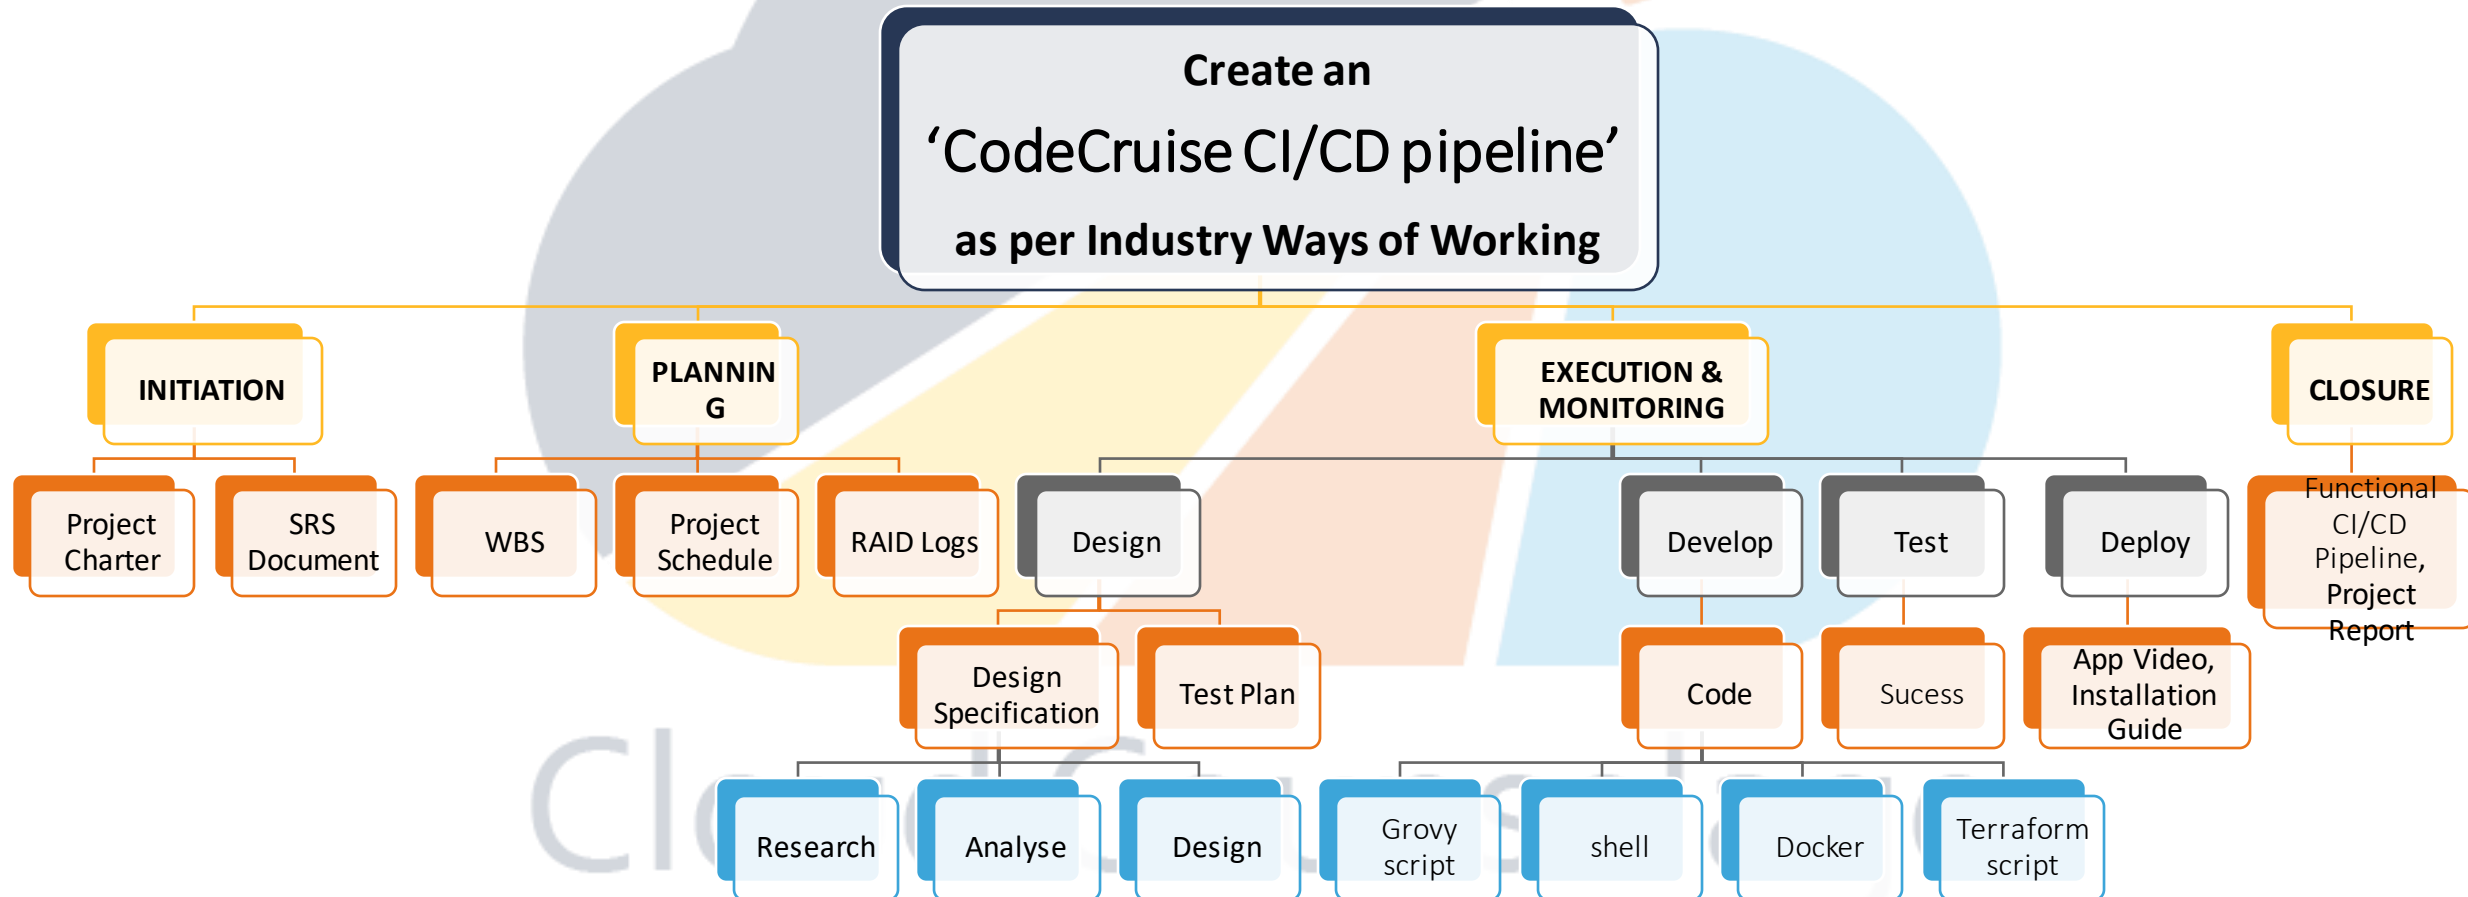 Create an
‘CodeCruise CI/CD pipeline’
as per Industry Ways of Working
INITIATION
PLANNIN
G
EXECUTION &
MONITORING
CLOSURE
Project
Charter
SRS
Document
WBS
Project
Schedule
RAID Logs
Design
Develop
Test
Deploy
Functional
CI/CD
Pipeline,
Project
Report
Design
Specification
Test Plan
Code
Sucess
App Video,
Installation
Guide
Research
Analyse
Design
Grovy
script
shell
Docker
Terraform
script